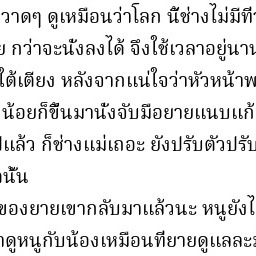 วาดๆ ดูเหมือนว่าโลก นี้ช่างไม่มีที่
ย กว่าจะนั่งลงได้ จึงใช้เวลาอยู่นาน
ใต้เตียง หลังจากแน่ใจว่าหัวหน้าพ
น้อยก็ขึ้นมานั่งจับมือยายแนบแก้
ปแล้ว ก็ช่างแม่เถอะ ยังปรับตัวปรับ
นั้น
ของยายเขากลับมาแล้วนะ หนูยังไ
าดูหนูกับน้องเหมือนที่ยายดูแลละ